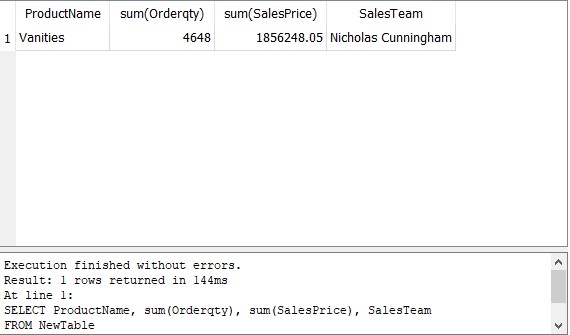 ProductName sum(Orderqty) sum(SalesPrice) SalesTeam
1 Vanities 4648 1856248.05 Nicholas Cunningham
Execution finished without errors.
Result: 1 rows returned in 144ms
At line 1:
SELECT ProductName, sum(Orderqty), sum(SalesPrice), SalesTeam
FROM NewTable